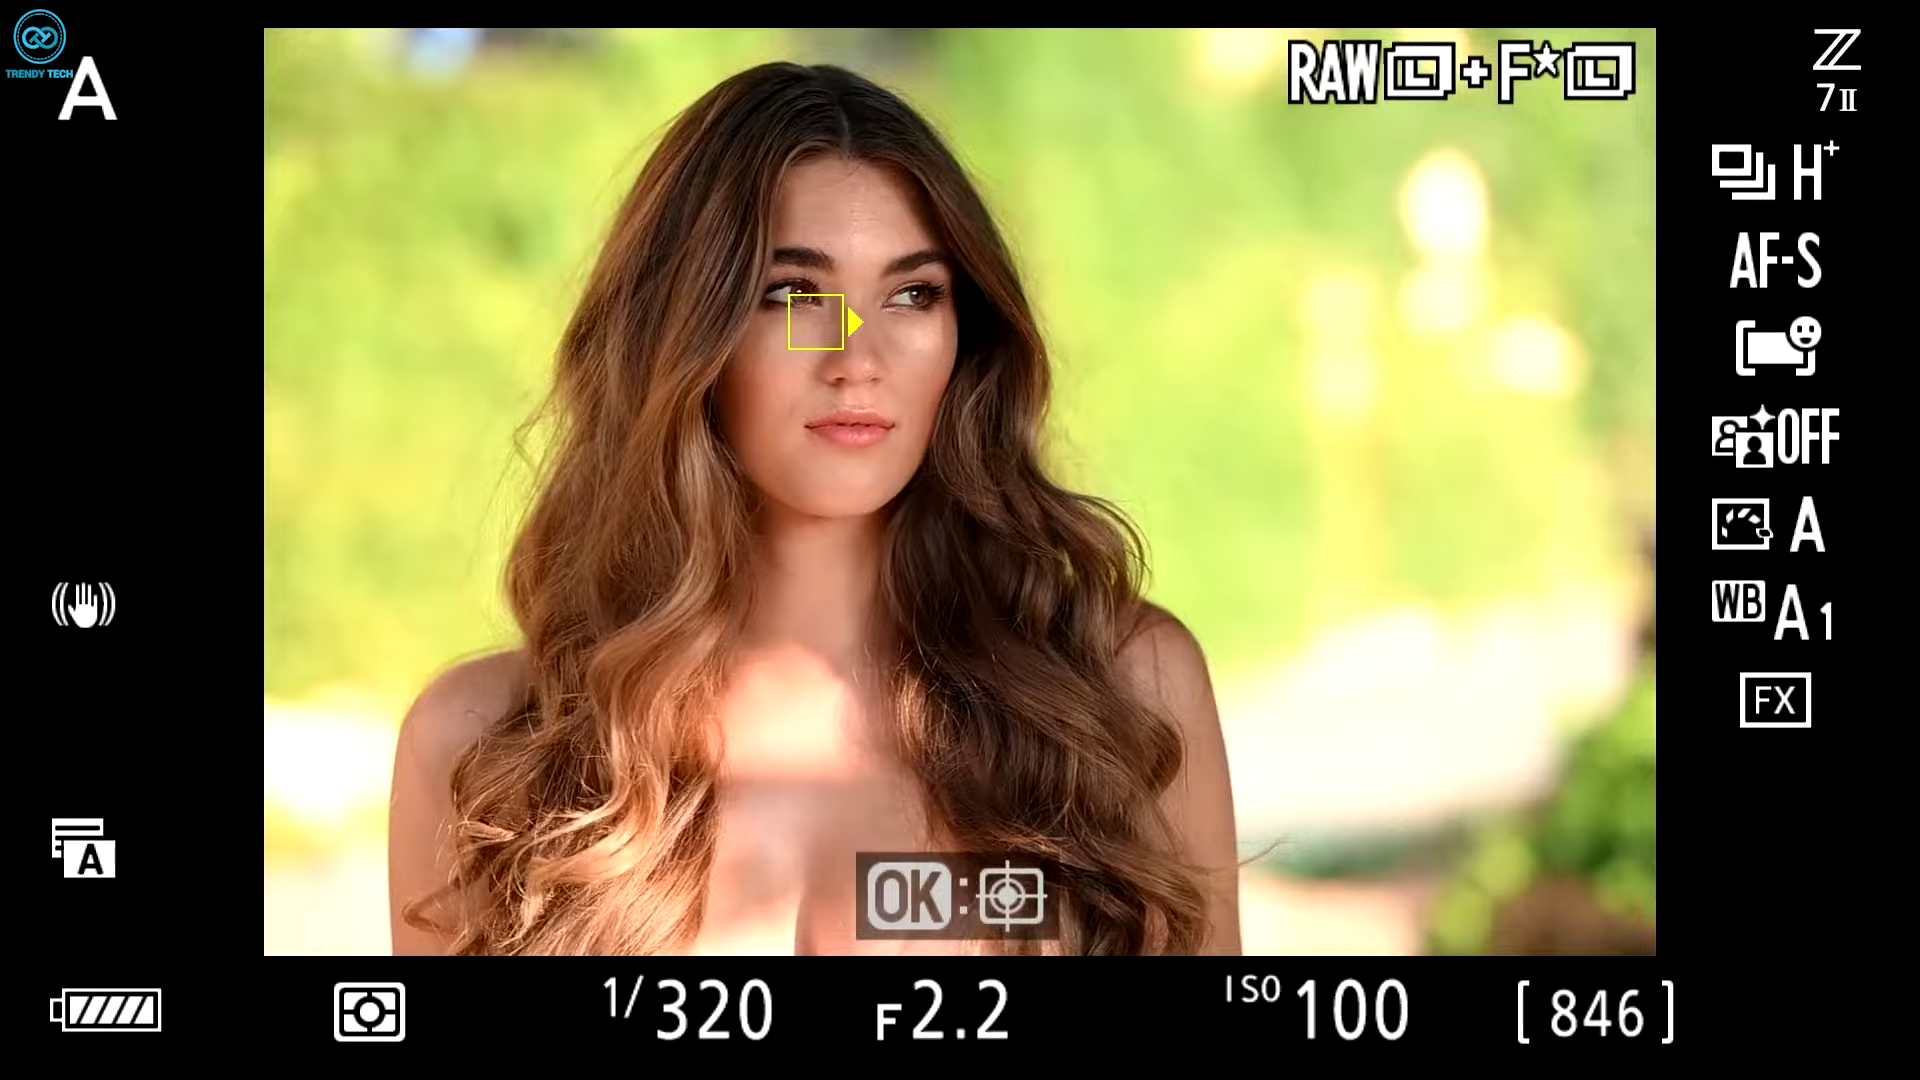 TRENDY TECH
A
RAW L + F★ L
Z
7II
H+
AF-S
OFF
A
WB A1
FX
A
OK :
1/320 F2.2 ISO 100 [846]